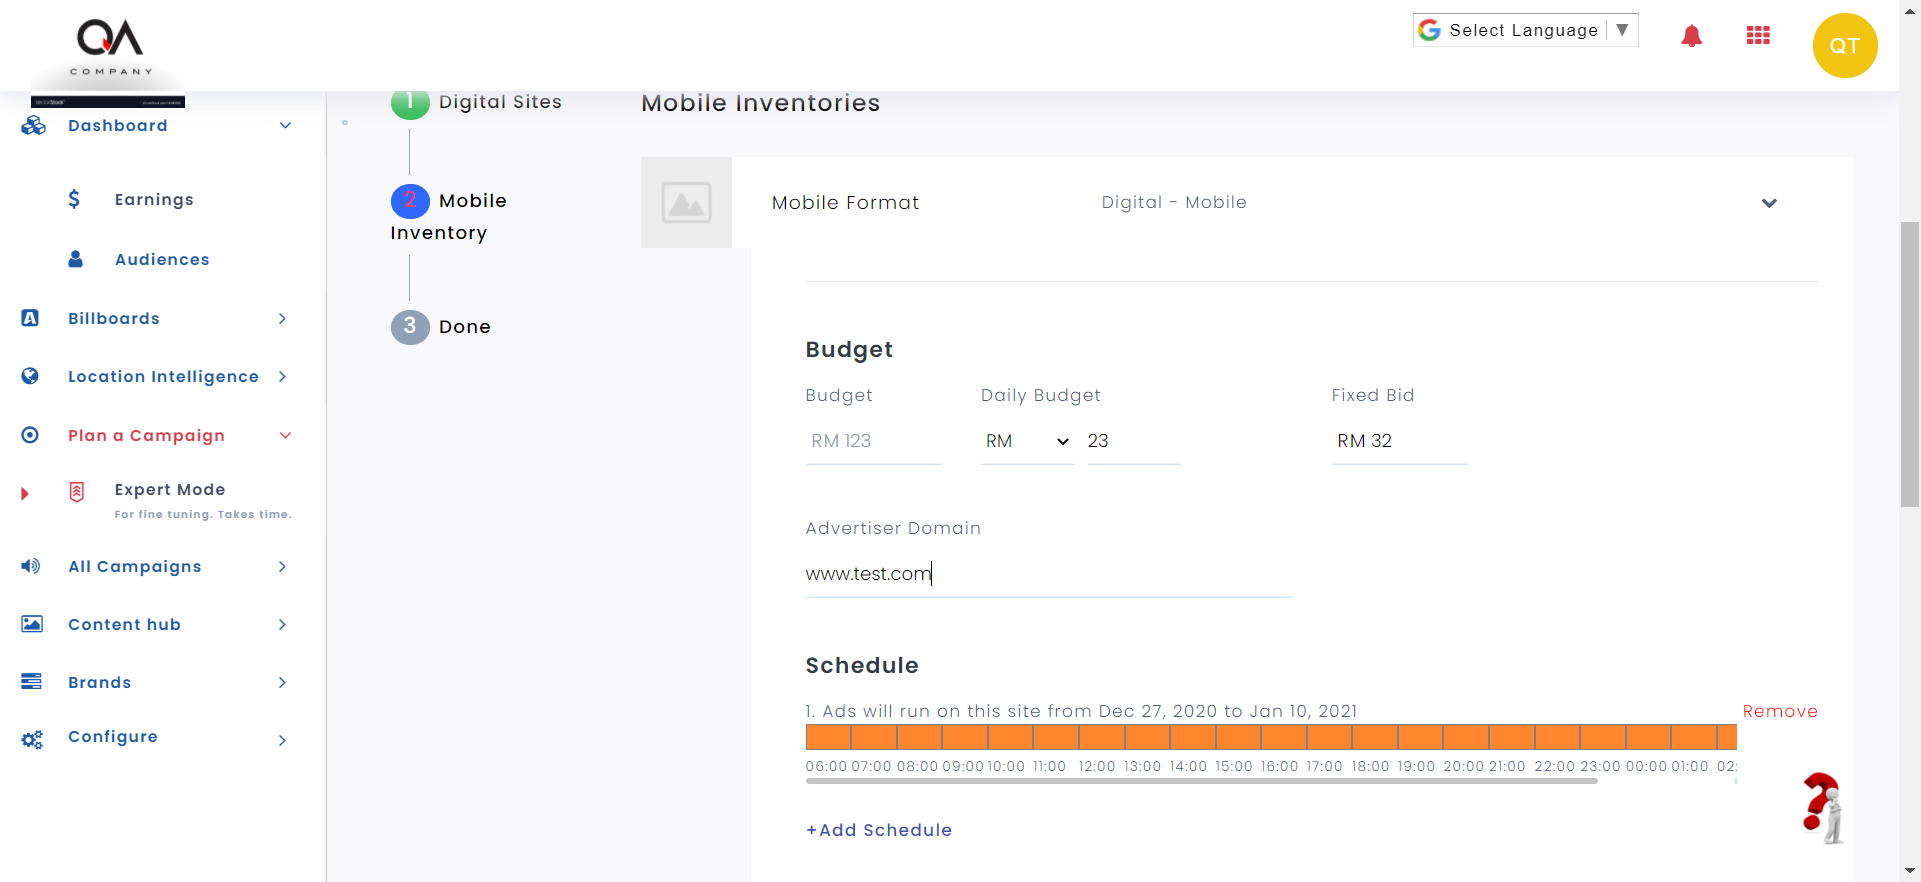 QA
COMPANY
Select Language
QT
Dashboard
Earnings
Audiences
Billboards
Location Intelligence
Plan a Campaign
Expert Mode
For fine tuning. Takes time.
All Campaigns
Content hub
Brands
Configure
1 Digital Sites
2 Mobile
Inventory
3 Done
Mobile Inventories
Mobile Format Digital - Mobile
Budget
Budget Daily Budget Fixed Bid
RM 123 RM 23 RM 32
Advertiser Domain
www.test.com
Schedule
1. Ads will run on this site from Dec 27, 2020 to Jan 10, 2021 Remove
06:00 07:00 08:00 09:00 10:00 11:00 12:00 13:00 14:00 15:00 16:00 17:00 18:00 19:00 20:00 21:00 22:00 23:00 00:00 01:00 02:
+Add Schedule